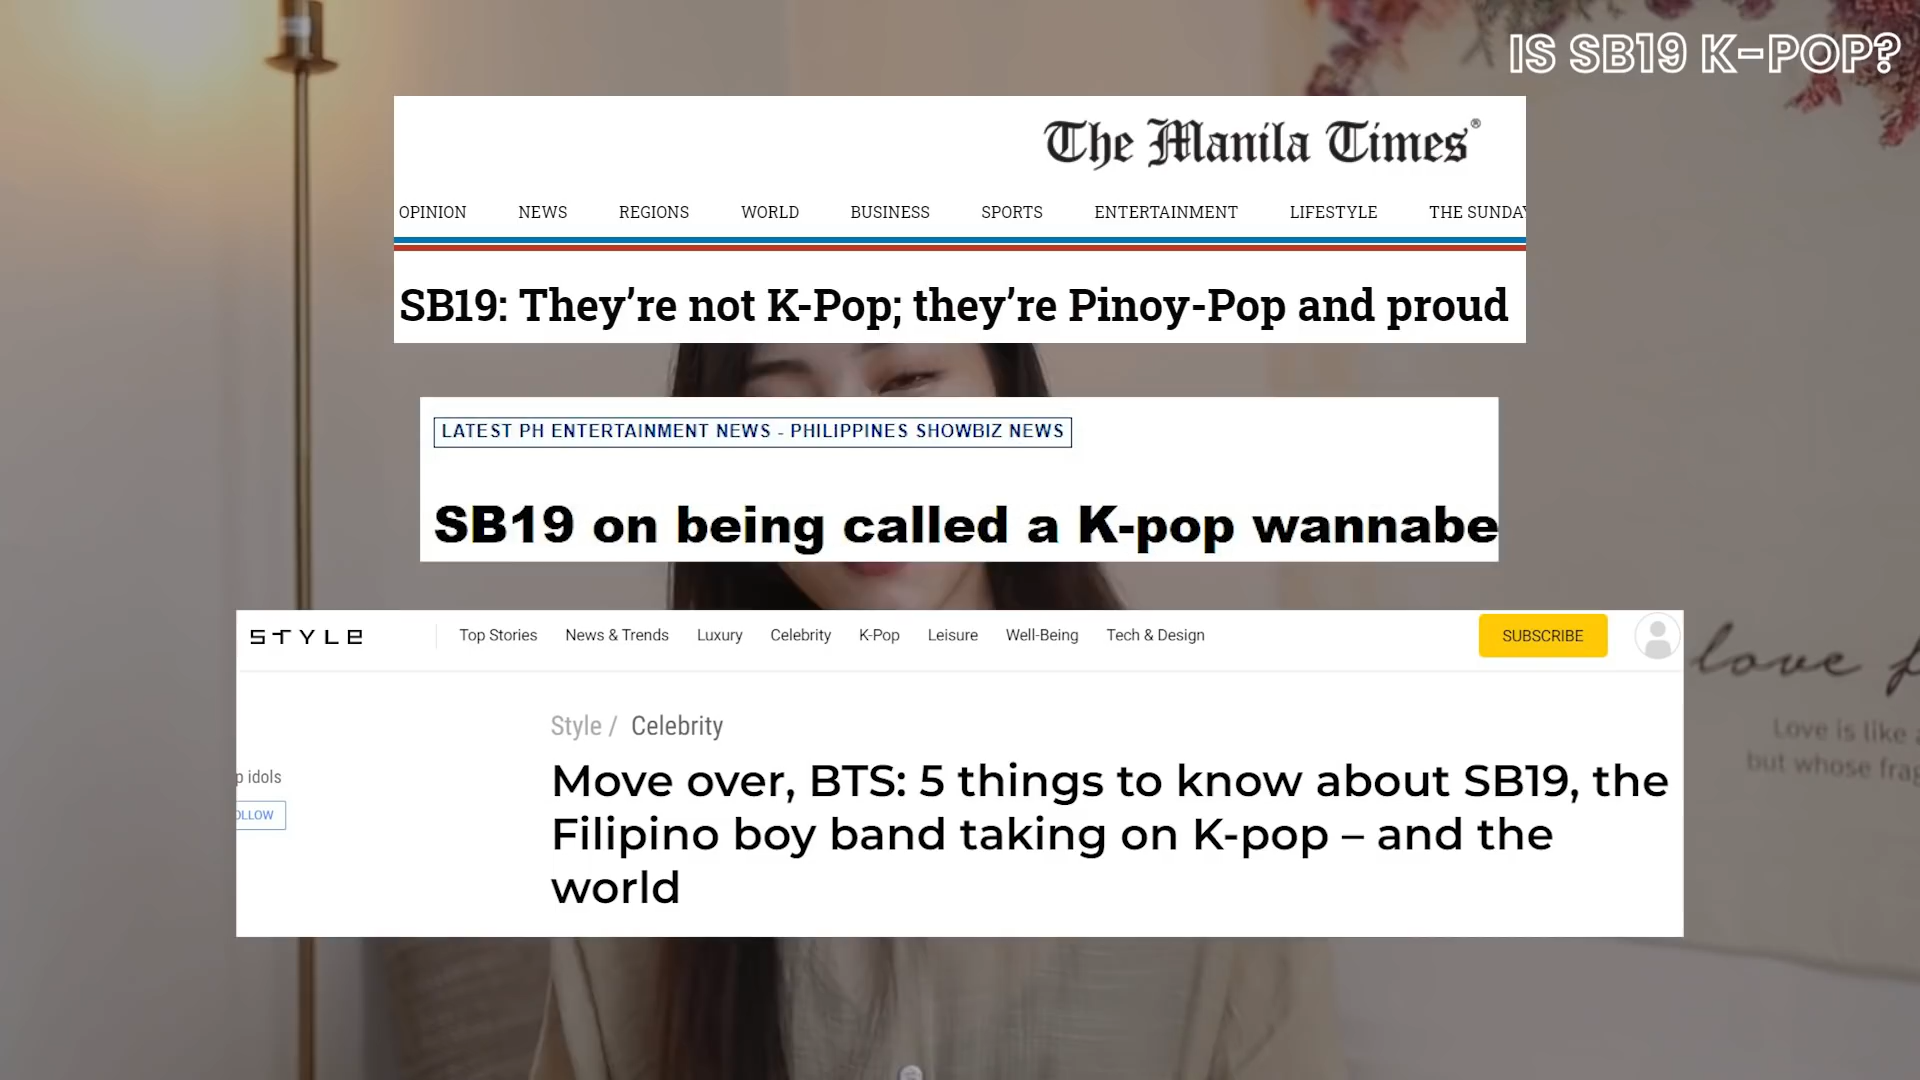 IS SB19 K-POP?
The Manila Times®
OPINION NEWS REGIONS WORLD BUSINESS SPORTS ENTERTAINMENT LIFESTYLE THE SUNDAY
SB19: They're not K-Pop; they're Pinoy-Pop and proud
LATEST PH ENTERTAINMENT NEWS - PHILIPPINES SHOWBIZ NEWS
SB19 on being called a K-pop wannabe
STYLE Top Stories News & Trends Luxury Celebrity K-Pop Leisure Well-Being Tech & Design SUBSCRIBE
Style / Celebrity
Move over, BTS: 5 things to know about SB19, the
Filipino boy band taking on K-pop – and the
world
p idols
OLLOW
love
Love is like
but whose